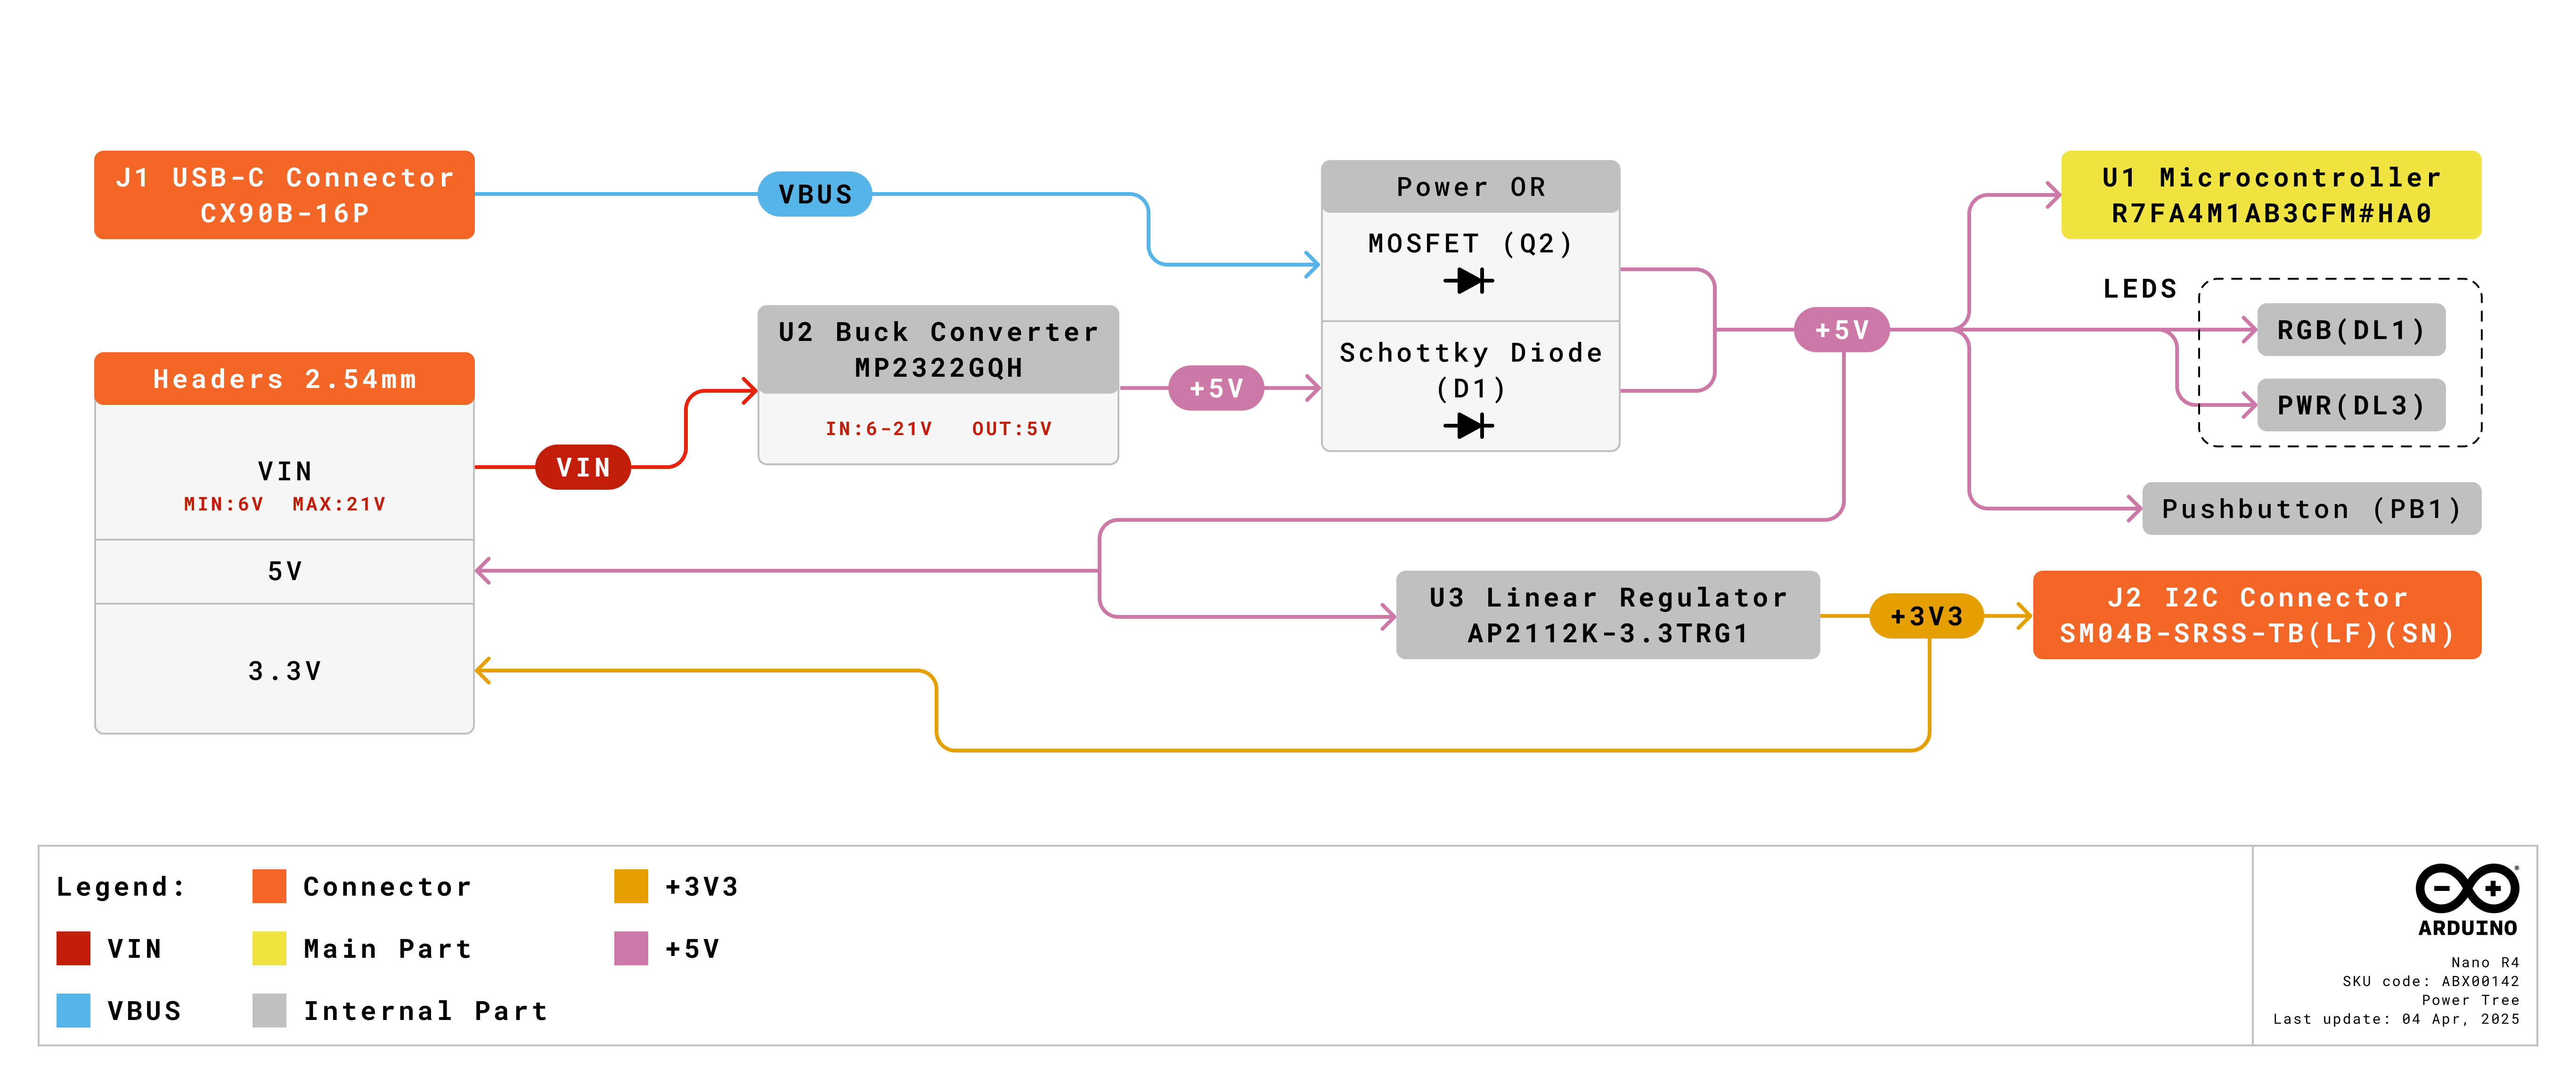 J1 USB-C Connector
CX90B-16P
VBUS
Power OR
MOSFET (Q2)
Schottky Diode
(D1)
U2 Buck Converter
MP2322GQH
IN:6-21V OUT:5V
+5V
+5V
U1 Microcontroller
R7FA4M1AB3CFM#HA0
LEDS
RGB(DL1)
PWR(DL3)
Pushbutton (PB1)
Headers 2.54mm
VIN
MIN:6V MAX:21V
5V
3.3V
VIN
U3 Linear Regulator
AP2112K-3.3TRG1
+3V3
J2 I2C Connector
SM04B-SRSS-TB(LF)(SN)
Legend:
VIN
VBUS
Connector
Main Part
Internal Part
+3V3
+5V
ARDUINO
Nano R4
SKU code: ABX00142
Power Tree
Last update: 04 Apr, 2025